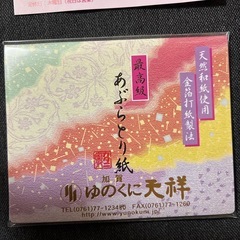 天然和紙使用
金箔打紙製法
最高級
あぶらとり紙
加賀
ゆのくに天祥
TEL(0761)77-1234㈹ FAX(0761)77-1260
http://www.yunokuni.jp